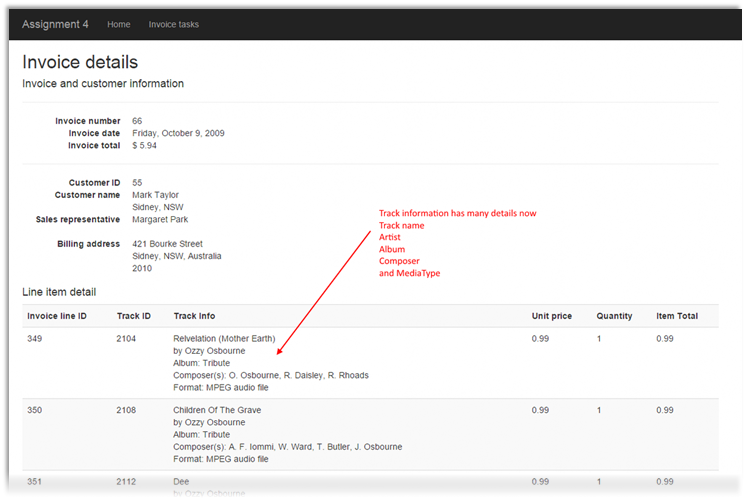 Assignment 4 Home Invoice tasks
Invoice details
Invoice and customer information
Invoice number 66
Invoice date Friday, October 9, 2009
Invoice total $ 5.94
Customer ID 55
Customer name Mark Taylor
Sidney, NSW
Sales representative Margaret Park
Billing address 421 Bourke Street
Sidney, NSW, Australia
2010
Track information has many details now
Track name
Artist
Album
Composer
and MediaType
Line item detail
Invoice line ID Track ID Track Info Unit price Quantity Item Total
349 2104 Relvelation (Mother Earth) 0.99 1 0.99
by Ozzy Osbourne
Album: Tribute
Composer(s): O. Osbourne, R. Daisley, R. Rhoads
Format: MPEG audio file
350 2108 Children Of The Grave 0.99 1 0.99
by Ozzy Osbourne
Album: Tribute
Composer(s): A. F. Iommi, W. Ward, T. Butler, J. Osbourne
Format: MPEG audio file
351 2112 Dee 0.99 1 0.99
by Ozzy Osbourne